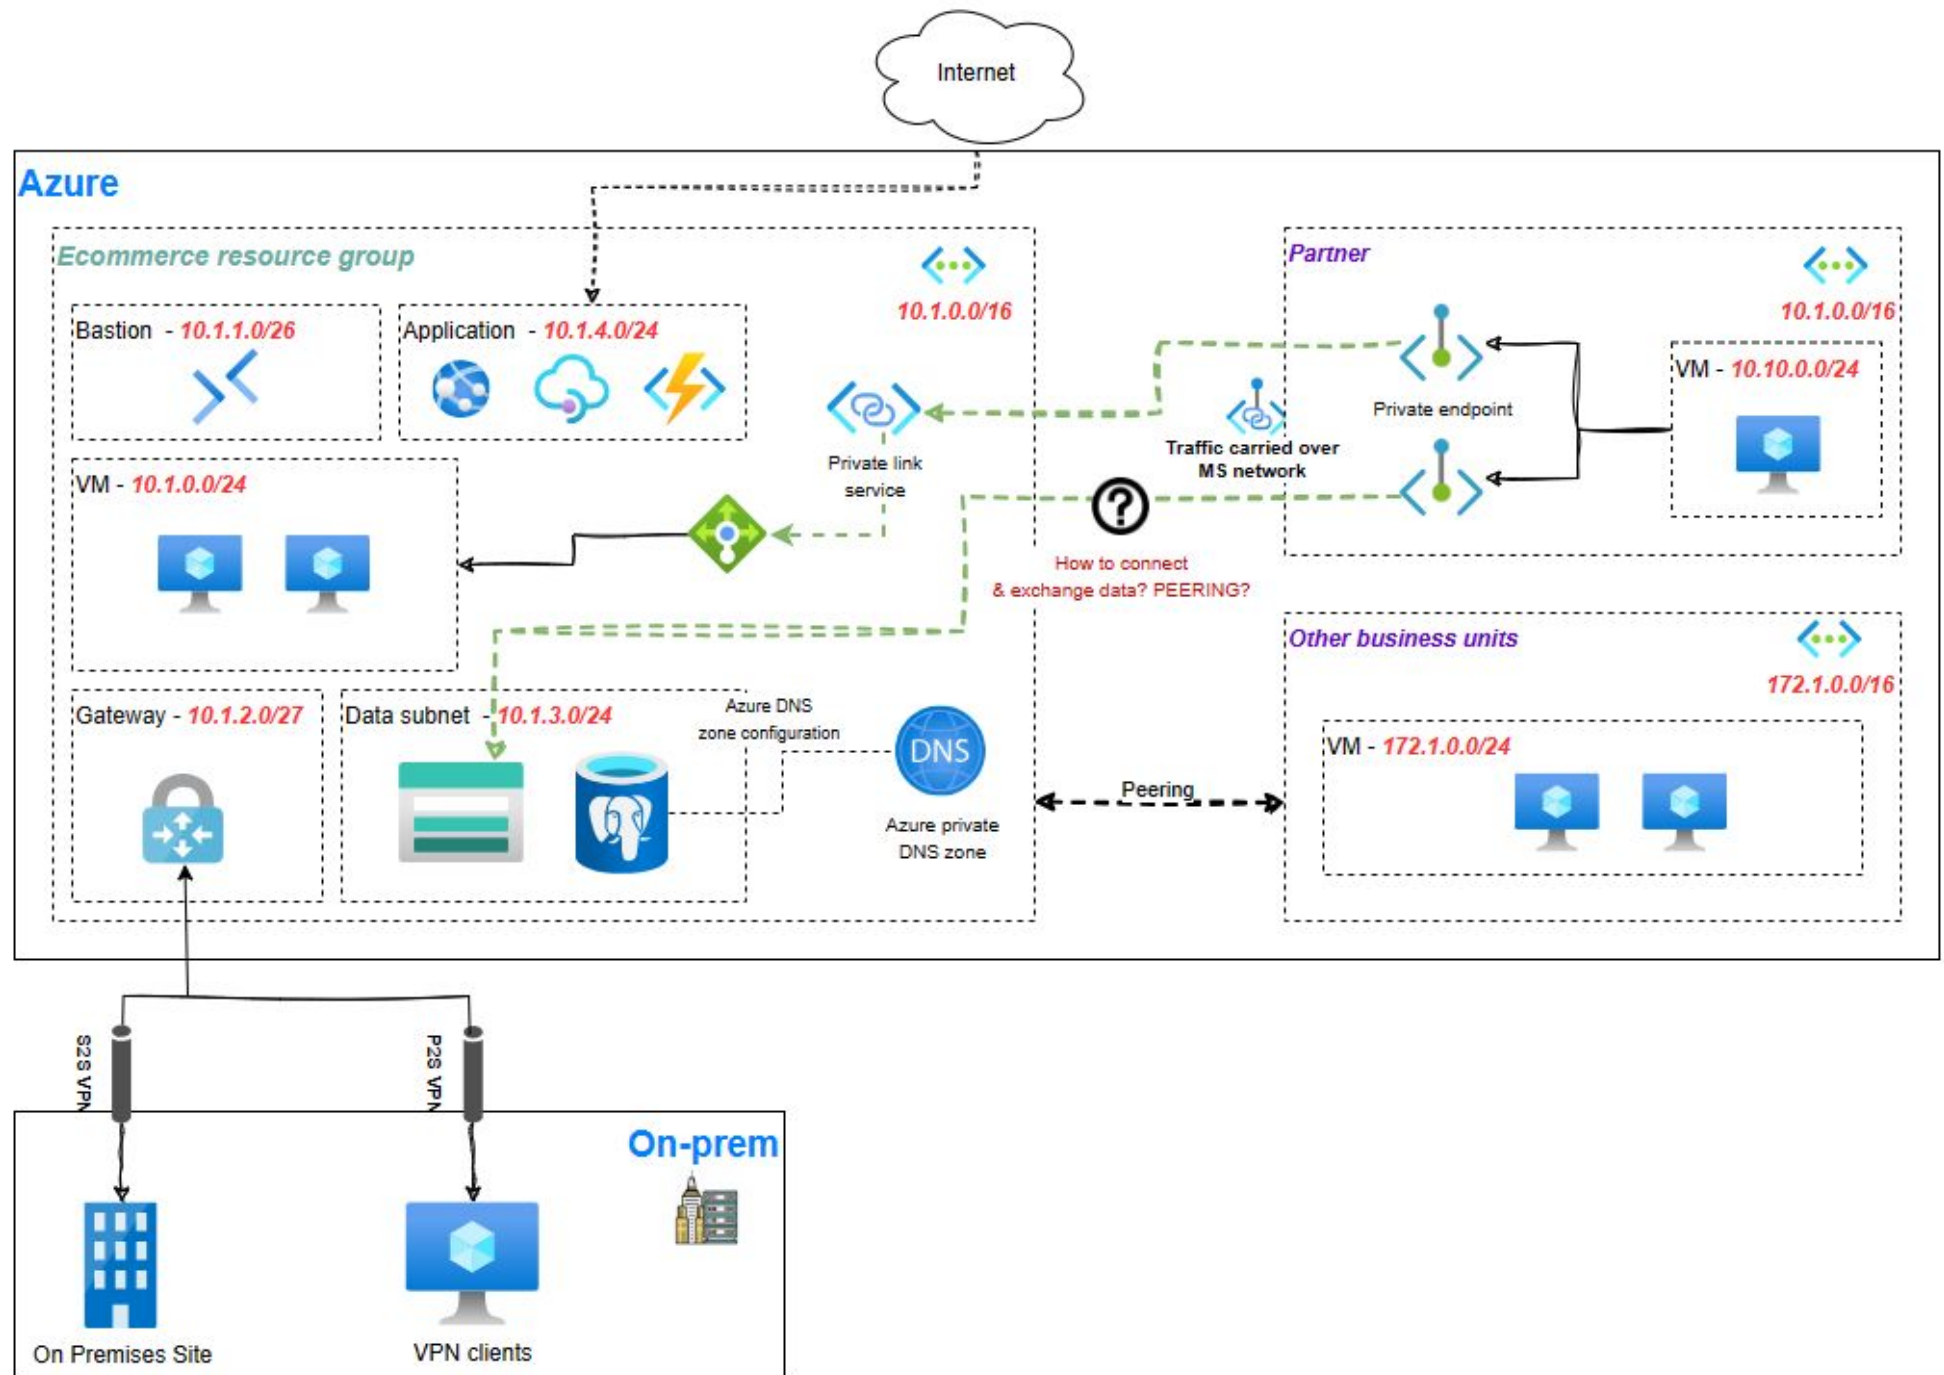 Internet
Azure
Ecommerce resource group
10.1.0.0/16
Bastion - 10.1.1.0/26
Application - 10.1.4.0/24
Private link
service
VM - 10.1.0.0/24
Gateway - 10.1.2.0/27
Data subnet - 10.1.3.0/24
Azure DNS
zone configuration
DNS
Azure private
DNS zone
Traffic carried over
MS network
How to connect
& exchange data? PEERING?
Partner
10.1.0.0/16
Private endpoint
VM - 10.10.0.0/24
Peering
Other business units
172.1.0.0/16
VM - 172.1.0.0/24
S2S VPN
P2S VPN
On-prem
On Premises Site
VPN clients